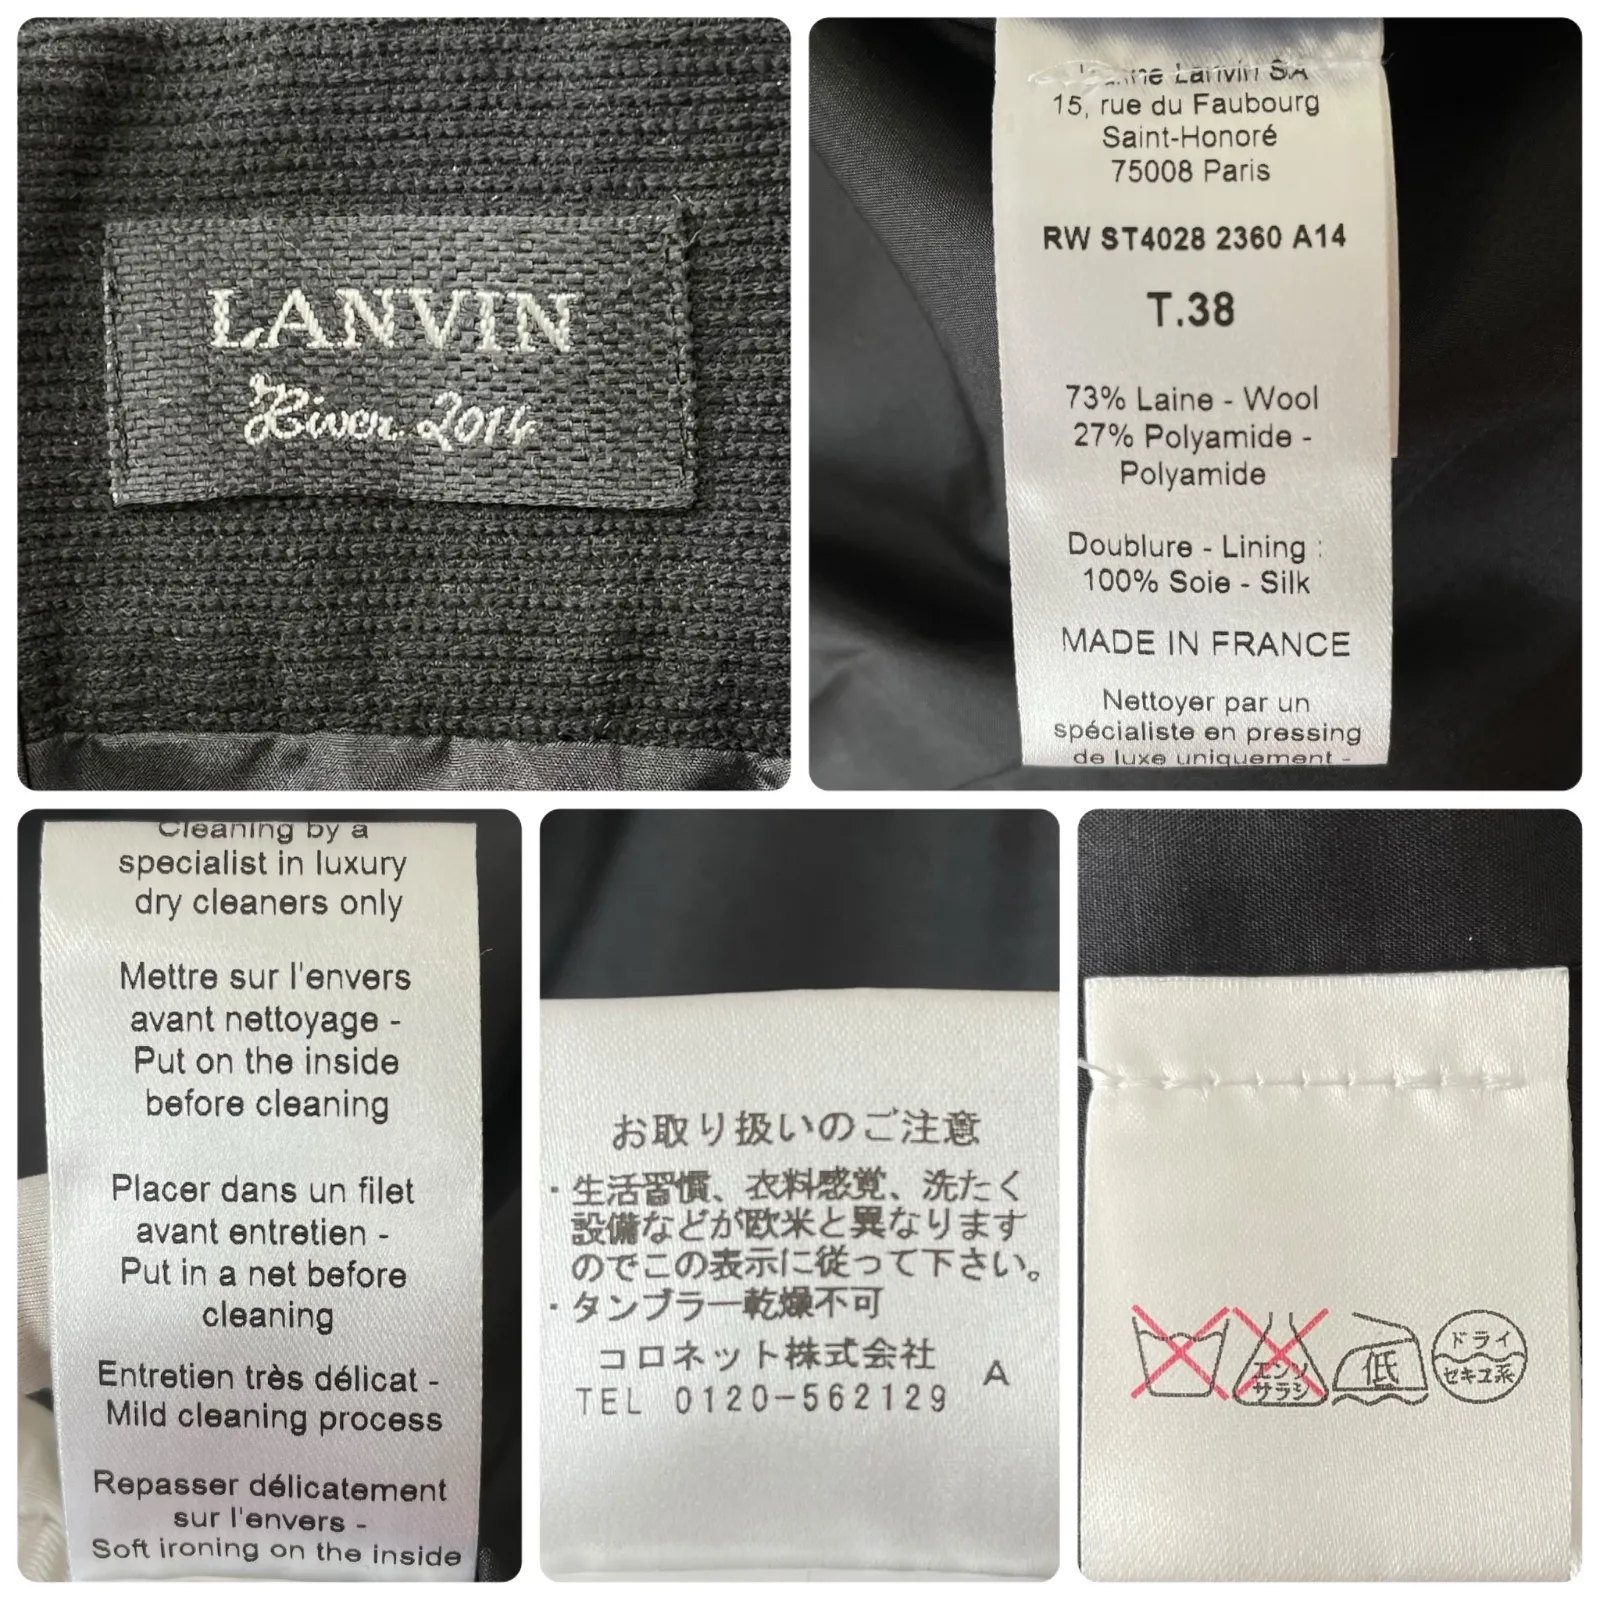 LANVIN
Hiver 2014
Lanvin SA
15, rue du Faubourg
Saint-Honoré
75008 Paris
RW ST4028 2360 A14
T.38
73% Laine - Wool
27% Polyamide -
Polyamide
Doublure - Lining :
100% Soie - Silk
MADE IN FRANCE
Nettoyer par un
spécialiste en pressing
de luxe uniquement -
Cleaning by a
specialist in luxury
dry cleaners only
Mettre sur l'envers
avant nettoyage -
Put on the inside
before cleaning
Placer dans un filet
avant entretien -
Put in a net before
cleaning
Entretien très délicat -
Mild cleaning process
Repasser délicatement
sur l'envers -
Soft ironing on the inside
お取り扱いのご注意
・生活習慣、衣料感覚、洗たく
設備などが欧米と異なります
のでこの表示に従って下さい。
・タンブラー乾燥不可
コロネット株式会社
A
TEL 0120-562129
エンソ
サラシ
低
ドライ
セキユ系